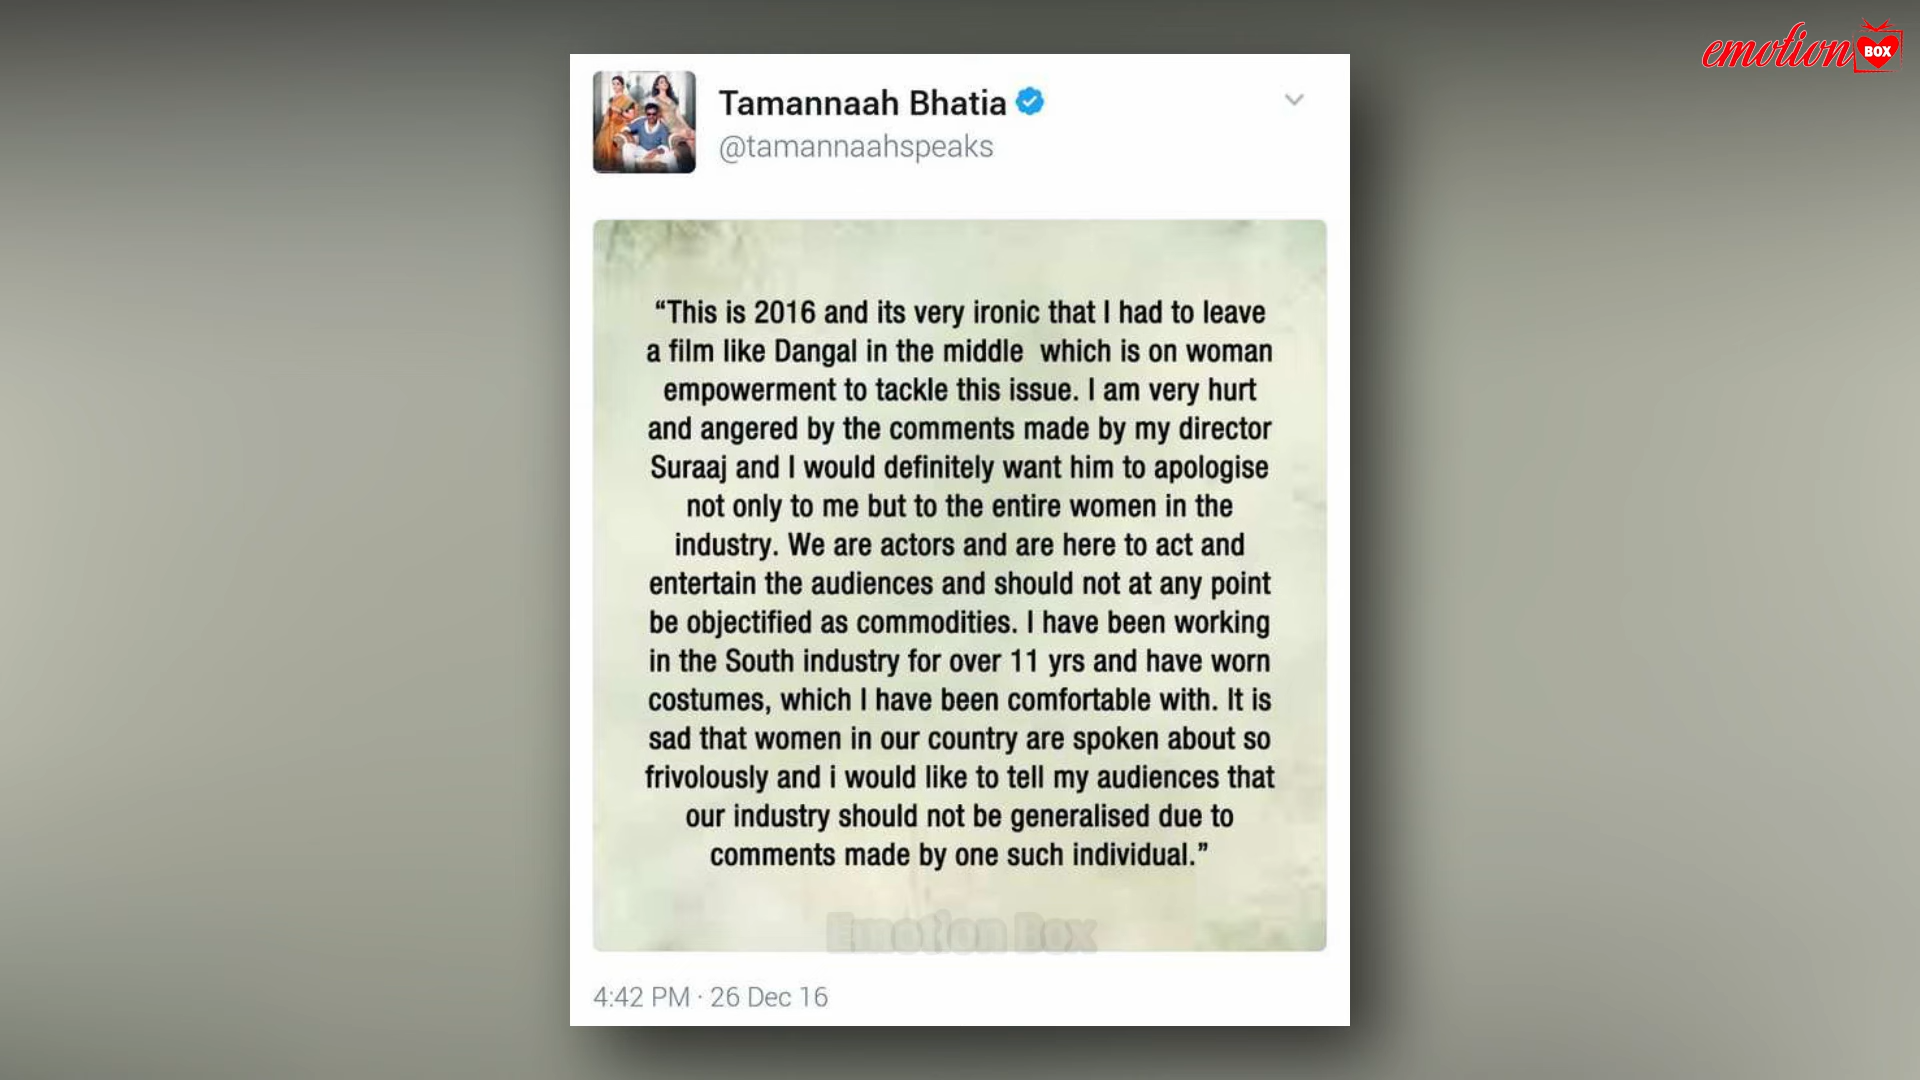 emotion BOX
Tamannaah Bhatia
@tamannaahspeaks
“This is 2016 and its very ironic that I had to leave
a film like Dangal in the middle which is on woman
empowerment to tackle this issue. I am very hurt
and angered by the comments made by my director
Suraaj and I would definitely want him to apologise
not only to me but to the entire women in the
industry. We are actors and are here to act and
entertain the audiences and should not at any point
be objectified as commodities. I have been working
in the South industry for over 11 yrs and have worn
costumes, which I have been comfortable with. It is
sad that women in our country are spoken about so
frivolously and i would like to tell my audiences that
our industry should not be generalised due to
comments made by one such individual.”
Emotion Box
4:42 PM · 26 Dec 16